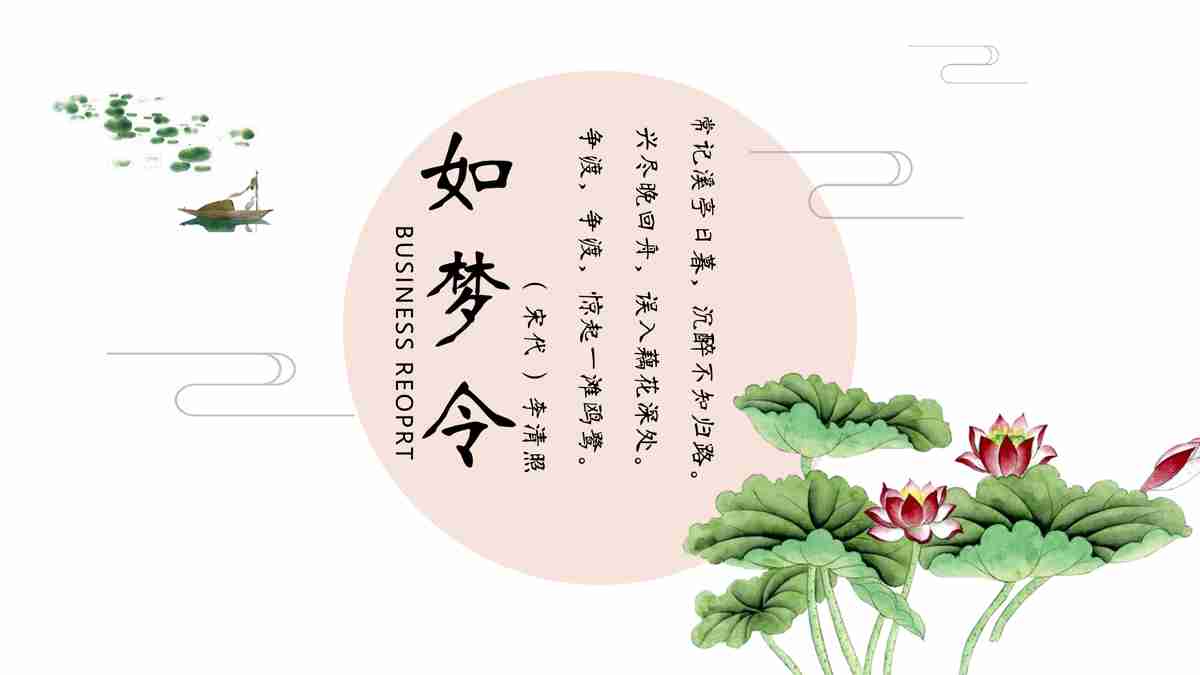 常记溪亭日暮，沉醉不知归路。
兴尽晚回舟，误入藕花深处。
争渡，争渡，惊起一滩鸥鹭。
（宋代）李清照
如梦令
BUSINESS REOPRT